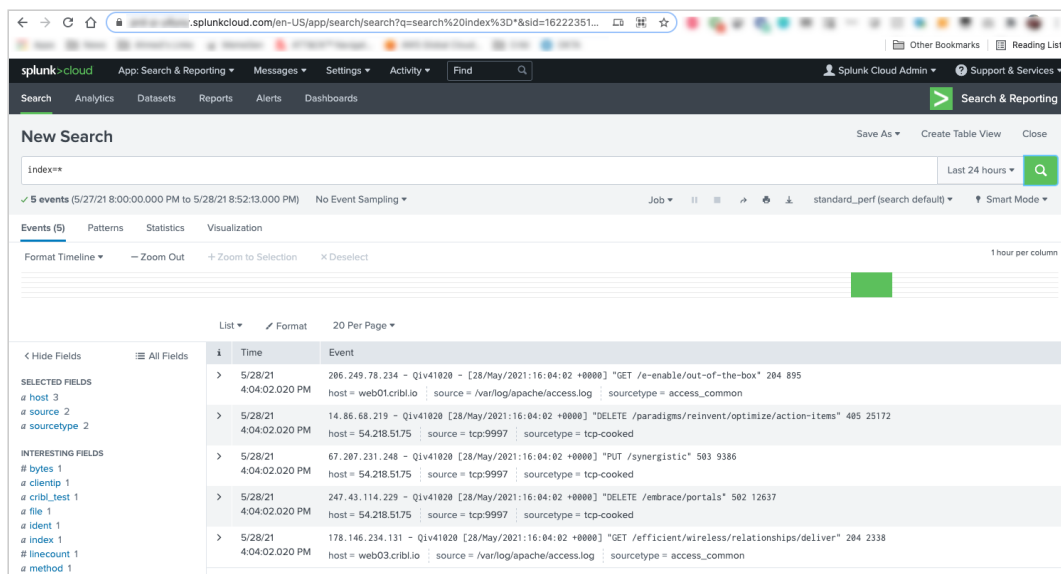 .splunkcloud.com/en-US/app/search/search?q=search%20index%3D*&sid=16222351...
Other Bookmarks Reading List
splunk>cloud App: Search & Reporting Messages Settings Activity Find Splunk Cloud Admin Support & Services
Search Analytics Datasets Reports Alerts Dashboards Search & Reporting
New Search Save As Create Table View Close
index=* Last 24 hours
✓ 5 events (5/27/21 8:00:00.000 PM to 5/28/21 8:52:13.000 PM) No Event Sampling Job standard_perf (search default) Smart Mode
Events (5) Patterns Statistics Visualization
Format Timeline — Zoom Out + Zoom to Selection × Deselect 1 hour per column
List Format 20 Per Page
< Hide Fields All Fields i Time Event
SELECTED FIELDS
a host 3
a source 2
a sourcetype 2
INTERESTING FIELDS
# bytes 1
a clientip 1
a cribl_test 1
a file 1
a ident 1
a index 1
# linecount 1
a method 1
> 5/28/21 206.249.78.234 - Qiv41020 - [28/May/2021:16:04:02 +0000] "GET /e-enable/out-of-the-box" 204 895
4:04:02.020 PM host = web01.cribl.io source = /var/log/apache/access.log sourcetype = access_common
> 5/28/21 14.86.68.219 - Qiv41020 [28/May/2021:16:04:02 +0000] "DELETE /paradigms/reinvent/optimize/action-items" 405 25172
4:04:02.020 PM host = 54.218.51.75 source = tcp:9997 sourcetype = tcp-cooked
> 5/28/21 67.207.231.248 - Qiv41020 [28/May/2021:16:04:02 +0000] "PUT /synergistic" 503 9386
4:04:02.020 PM host = 54.218.51.75 source = tcp:9997 sourcetype = tcp-cooked
> 5/28/21 247.43.114.229 - Qiv41020 [28/May/2021:16:04:02 +0000] "DELETE /embrace/portals" 502 12637
4:04:02.020 PM host = 54.218.51.75 source = tcp:9997 sourcetype = tcp-cooked
> 5/28/21 178.146.234.131 - Qiv41020 [28/May/2021:16:04:02 +0000] "GET /efficient/wireless/relationships/deliver" 204 2338
4:04:02.020 PM host = web03.cribl.io source = /var/log/apache/access.log sourcetype = access_common